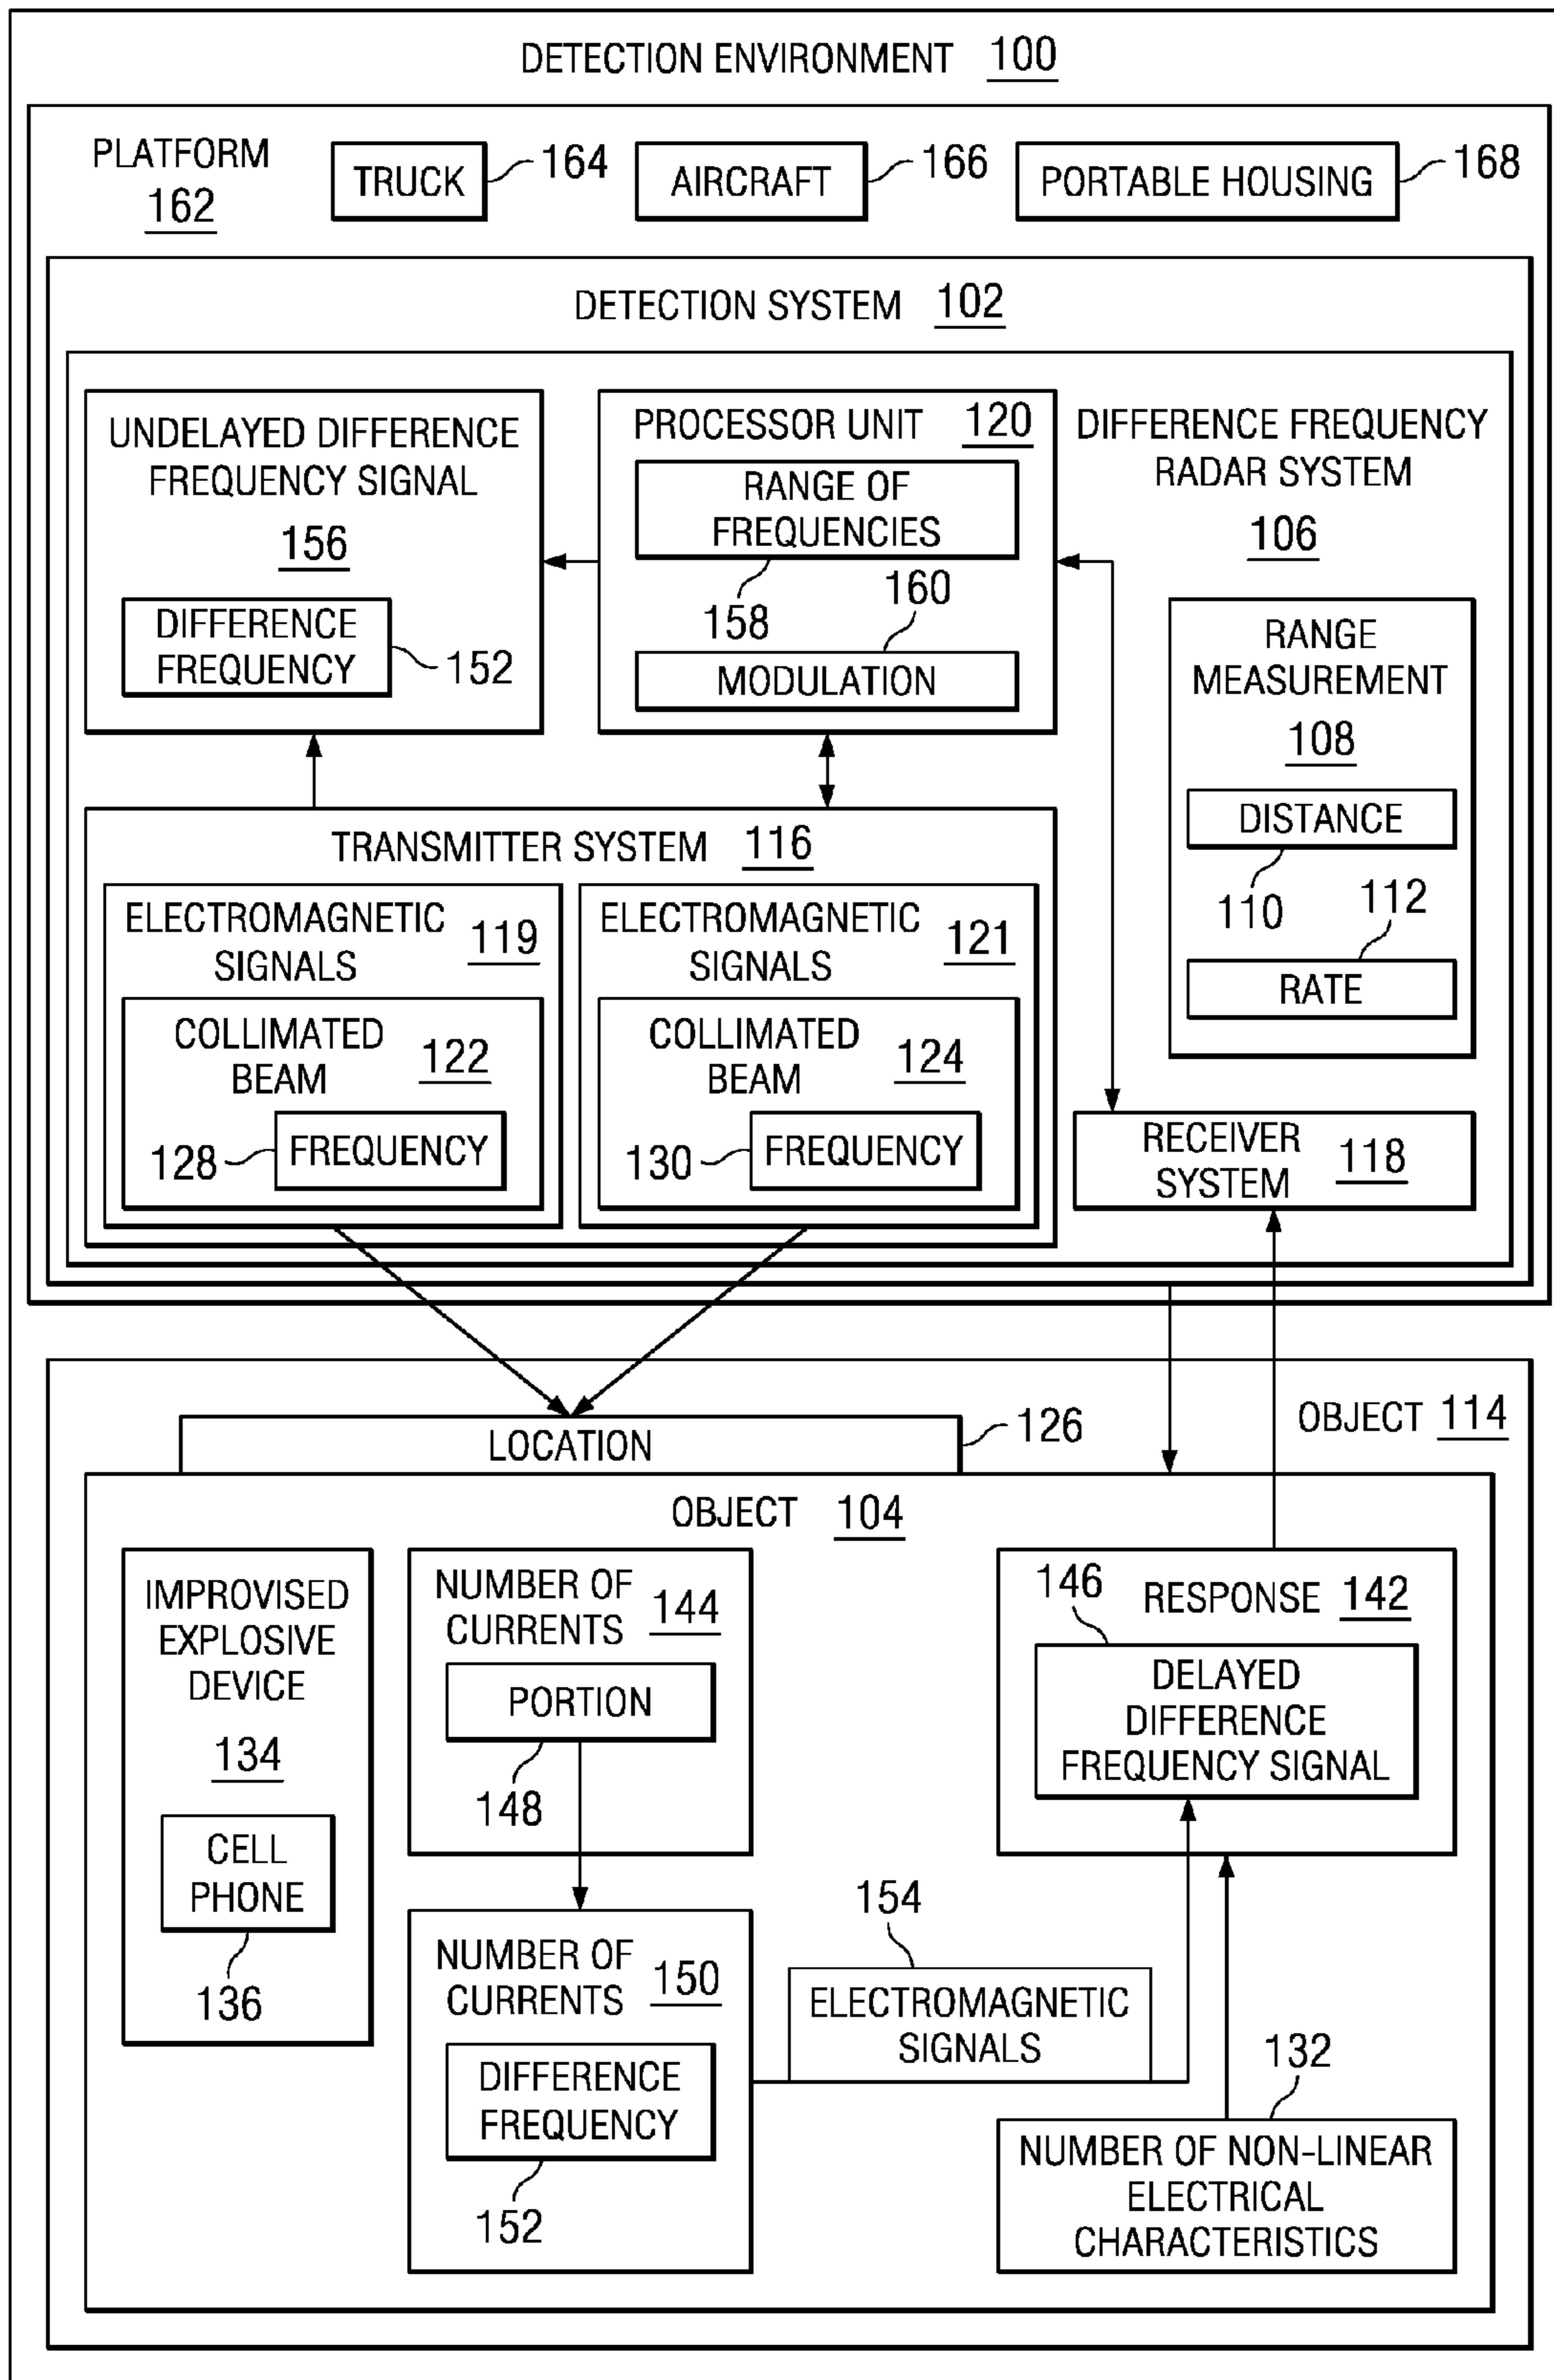 DETECTION ENVIRONMENT 100
PLATFORM
162
TRUCK
164
AIRCRAFT
166
PORTABLE HOUSING
168
DETECTION SYSTEM 102
UNDELAYED DIFFERENCE
FREQUENCY SIGNAL
156
DIFFERENCE
FREQUENCY
152
PROCESSOR UNIT 120
RANGE OF
FREQUENCIES
158
160
MODULATION
DIFFERENCE FREQUENCY
RADAR SYSTEM
106
RANGE
MEASUREMENT
108
DISTANCE
110
112
RATE
TRANSMITTER SYSTEM 116
ELECTROMAGNETIC
SIGNALS
119
COLLIMATED
BEAM
122
128
FREQUENCY
ELECTROMAGNETIC
SIGNALS
121
COLLIMATED
BEAM
124
130
FREQUENCY
RECEIVER
SYSTEM
118
OBJECT 114
LOCATION
126
OBJECT 104
IMPROVISED
EXPLOSIVE
DEVICE
134
CELL
PHONE
136
NUMBER OF
CURRENTS
144
PORTION
148
146
RESPONSE 142
DELAYED
DIFFERENCE
FREQUENCY SIGNAL
NUMBER OF
CURRENTS
150
DIFFERENCE
FREQUENCY
152
154
ELECTROMAGNETIC
SIGNALS
132
NUMBER OF NON-LINEAR
ELECTRICAL
CHARACTERISTICS